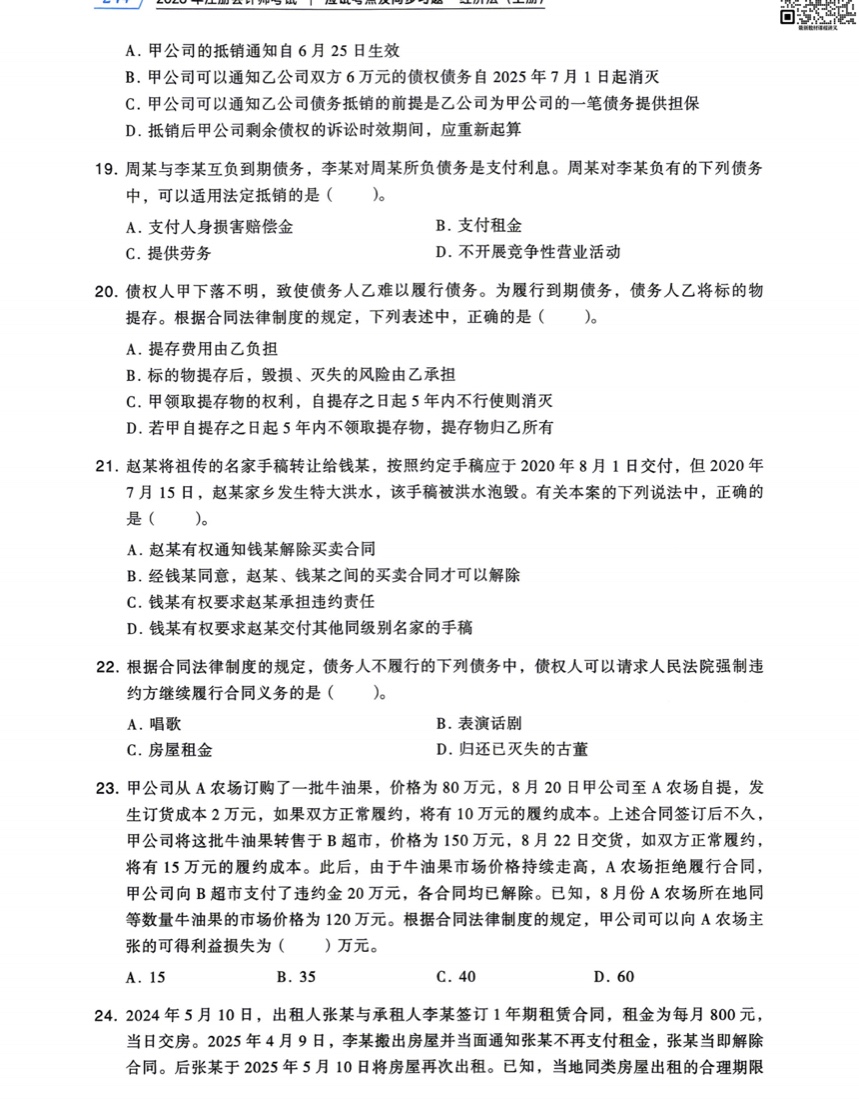 A. 甲公司的抵销通知自 6 月 25 日生效
B. 甲公司可以通知乙公司双方 6 万元的债权债务自 2025 年 7 月 1 日起消灭
C. 甲公司可以通知乙公司债务抵销的前提是乙公司为甲公司的一笔债务提供担保
D. 抵销后甲公司剩余债权的诉讼时效期间，应重新起算
19. 周某与李某互负到期债务，李某对周某所负债务是支付利息。周某对李某负有的下列债务
中，可以适用法定抵销的是（　　）。
A. 支付人身损害赔偿金
B. 支付租金
C. 提供劳务
D. 不开展竞争性营业活动
20. 债权人甲下落不明，致使债务人乙难以履行债务。为履行到期债务，债务人乙将标的物
提存。根据合同法律制度的规定，下列表述中，正确的是（　　）。
A. 提存费用由乙负担
B. 标的物提存后，毁损、灭失的风险由乙承担
C. 甲领取提存物的权利，自提存之日起 5 年内不行使则消灭
D. 若甲自提存之日起 5 年内不领取提存物，提存物归乙所有
21. 赵某将祖传的名家手稿转让给钱某，按照约定手稿应于 2020 年 8 月 1 日交付，但 2020 年
7 月 15 日，赵某家乡发生特大洪水，该手稿被洪水泡毁。有关本案的下列说法中，正确的
是（　　）。
A. 赵某有权通知钱某解除买卖合同
B. 经钱某同意，赵某、钱某之间的买卖合同才可以解除
C. 钱某有权要求赵某承担违约责任
D. 钱某有权要求赵某交付其他同级别名家的手稿
22. 根据合同法律制度的规定，债务人不履行的下列债务中，债权人可以请求人民法院强制违
约方继续履行合同义务的是（　　）。
A. 唱歌
B. 表演话剧
C. 房屋租金
D. 归还已灭失的古董
23. 甲公司从 A 农场订购了一批牛油果，价格为 80 万元，8 月 20 日甲公司至 A 农场自提，发
生订货成本 2 万元，如果双方正常履约，将有 10 万元的履约成本。上述合同签订后不久，
甲公司将这批牛油果转售于 B 超市，价格为 150 万元，8 月 22 日交货，如双方正常履约，
将有 15 万元的履约成本。此后，由于牛油果市场价格持续走高，A 农场拒绝履行合同，
甲公司向 B 超市支付了违约金 20 万元，各合同均已解除。已知，8 月份 A 农场所在地同
等数量牛油果的市场价格为 120 万元。根据合同法律制度的规定，甲公司可以向 A 农场主
张的可得利益损失为（　　）万元。
A. 15
B. 35
C. 40
D. 60
24. 2024 年 5 月 10 日，出租人张某与承租人李某签订 1 年期租赁合同，租金为每月 800 元，
当日交房。2025 年 4 月 9 日，李某搬出房屋并当面通知张某不再支付租金，张某当即解除
合同。后张某于 2025 年 5 月 10 日将房屋再次出租。已知，当地同类房屋出租的合理期限